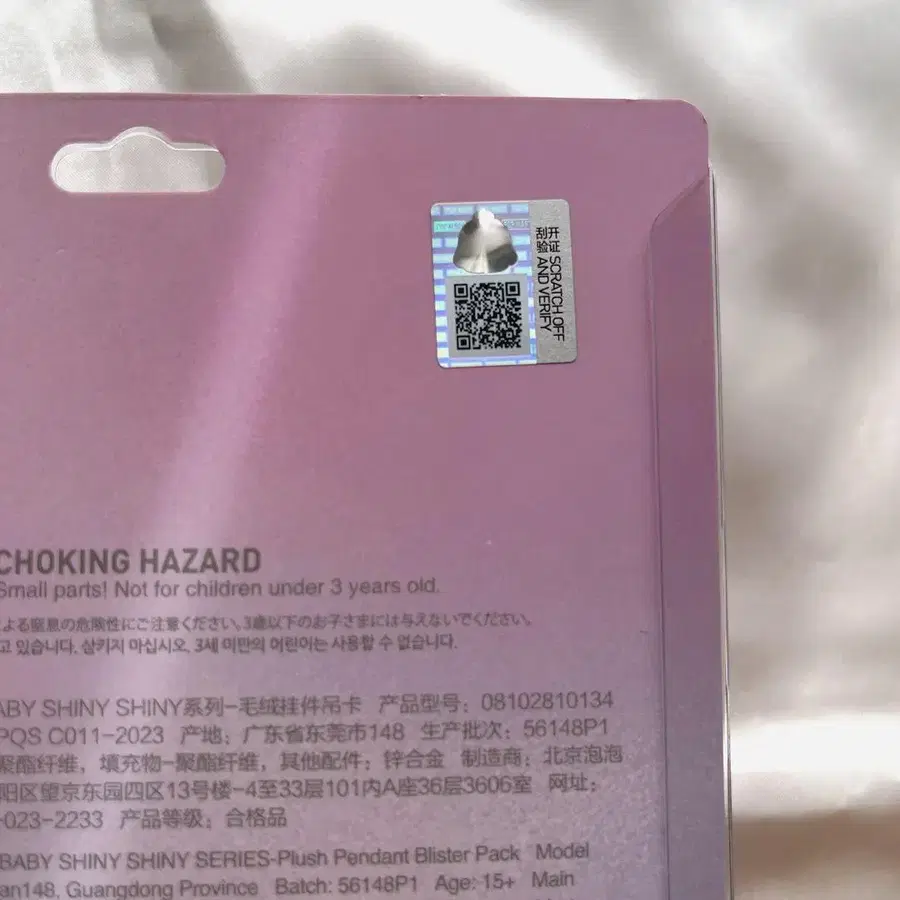 开证 SCRATCH OFF
刮验 AND VERIFY
CHOKING HAZARD
Small parts! Not for children under 3 years old.
よる窒息の危険性にご注意ください。3歳以下のお子さまには与えないでください。
고 있습니다. 삼키지 마십시오. 3세 미만의 어린이는 사용할 수 없습니다.
ABY SHINY SHINY系列-毛绒挂件吊卡 产品型号：08102810134
PQS C011-2023 产地：广东省东莞市148 生产批次：56148P1
聚酯纤维，填充物-聚酯纤维，其他配件：锌合金 制造商：北京泡泡
阳区望京东园四区13号楼-4至33层101内A座36层3606室 网址：
-023-2233 产品等级：合格品
BABY SHINY SHINY SERIES-Plush Pendant Blister Pack Model
an148, Guangdong Province Batch: 56148P1 Age: 15+ Main